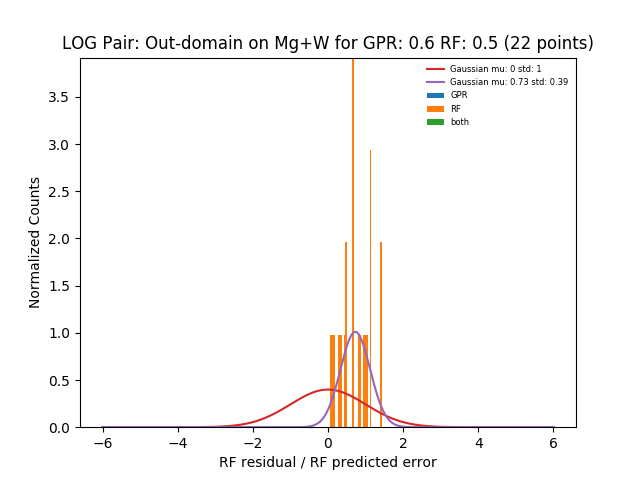 LOG Pair: Out-domain on Mg+W for GPR: 0.6 RF: 0.5 (22 points)
Gaussian mu: 0 std: 1
Gaussian mu: 0.73 std: 0.39
GPR
RF
both
Normalized Counts
3.5
3.0
2.5
2.0
1.5
1.0
0.5
0.0
−6 −4 −2 0 2 4 6
RF residual / RF predicted error